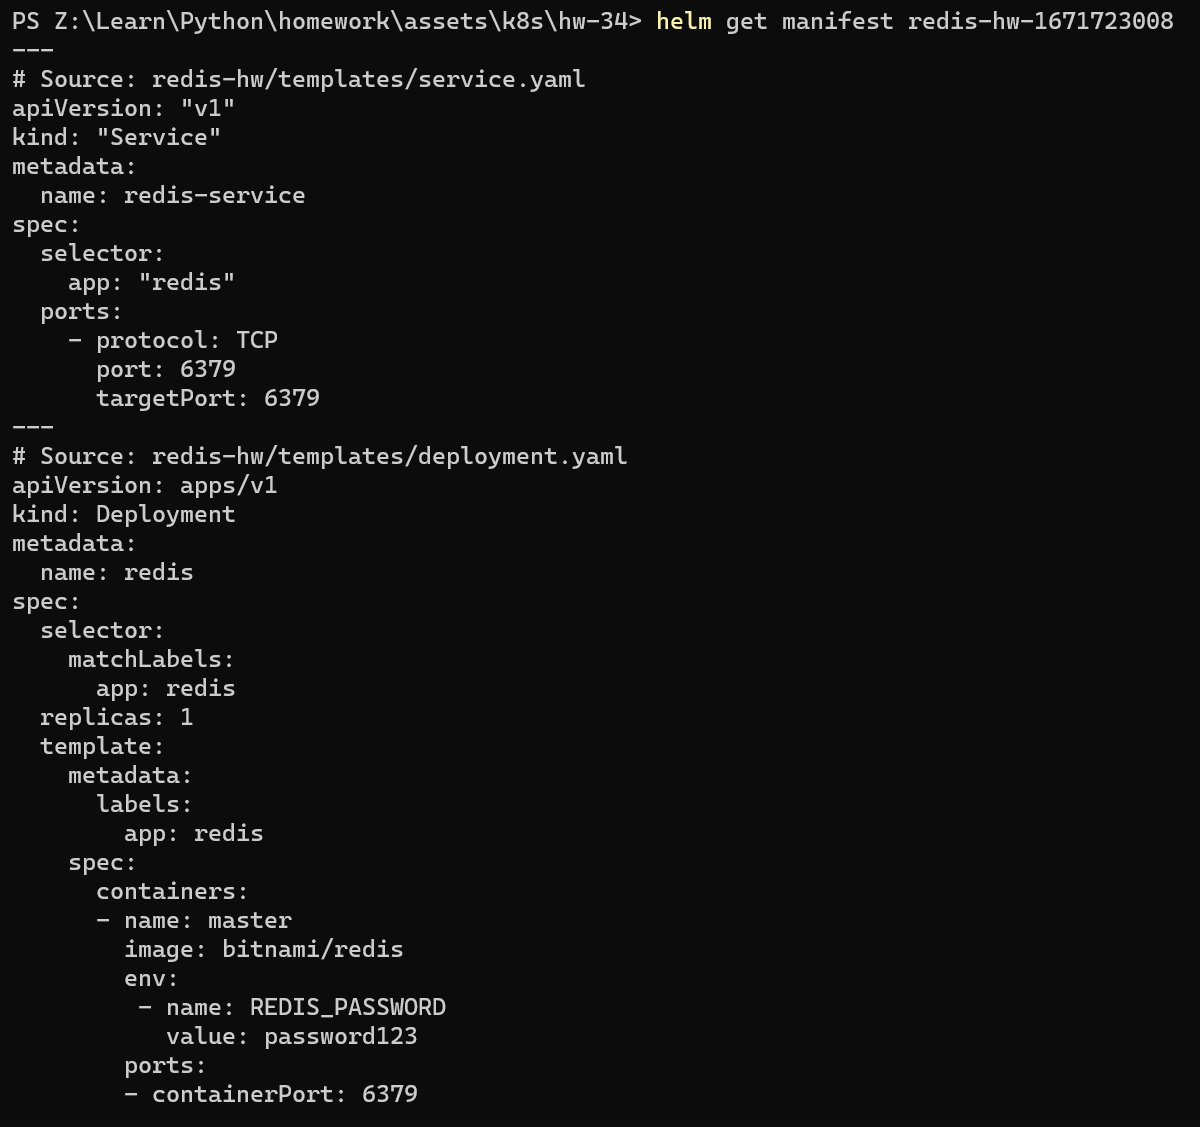 PS Z:\Learn\Python\homework\assets\k8s\hw-34> helm get manifest redis-hw-1671723008
---
# Source: redis-hw/templates/service.yaml
apiVersion: "v1"
kind: "Service"
metadata:
  name: redis-service
spec:
  selector:
    app: "redis"
  ports:
    - protocol: TCP
      port: 6379
      targetPort: 6379
---
# Source: redis-hw/templates/deployment.yaml
apiVersion: apps/v1
kind: Deployment
metadata:
  name: redis
spec:
  selector:
    matchLabels:
      app: redis
  replicas: 1
  template:
    metadata:
      labels:
        app: redis
    spec:
      containers:
      - name: master
        image: bitnami/redis
        env:
         - name: REDIS_PASSWORD
           value: password123
        ports:
        - containerPort: 6379